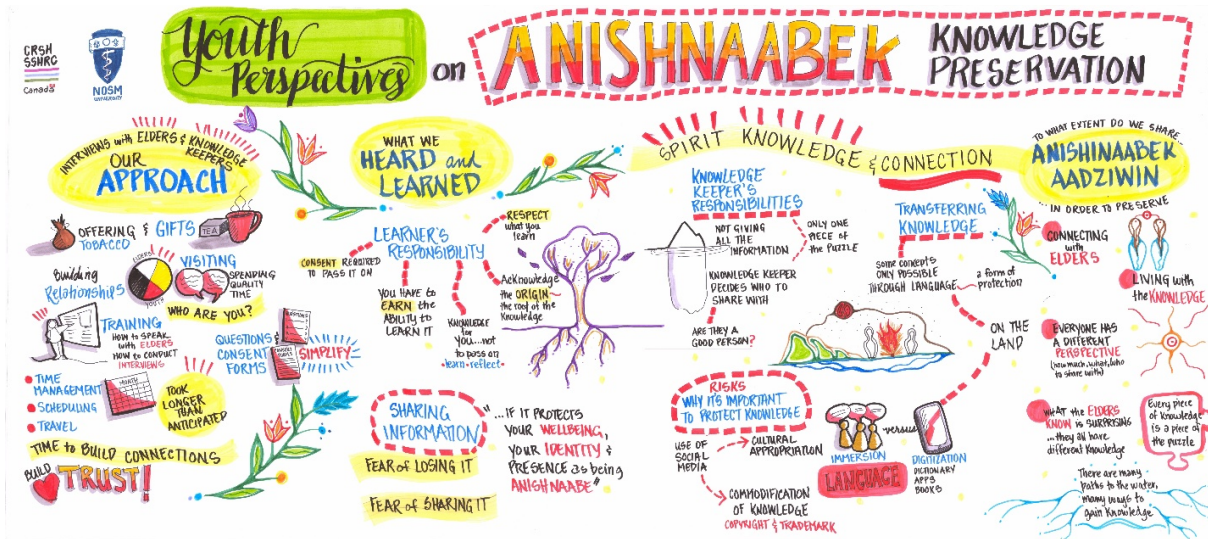 CRSH
SSHRC
Canada
NOSM
UNIVERSITY
Youth
Perspectives
on
ANISHNAABEK
KNOWLEDGE
PRESERVATION
INTERVIEWS with ELDERS & KNOWLEDGE
KEEPERS
OUR
APPROACH
OFFERING & GIFTS
TOBACCO
TEA
Building
Relationships
ELDERS
YOUTH
VISITING
SPENDING
QUALITY
TIME
WHO ARE YOU?
TRAINING
HOW to SPEAK
with ELDERS
HOW to CONDUCT
INTERVIEWS
QUESTIONS &
CONSENT
FORMS
SIMPLIFY
TIME
MANAGEMENT
SCHEDULING
TRAVEL
MONTH
TOOK
LONGER
THAN
ANTICIPATED
TIME to BUILD CONNECTIONS
BUILD
TRUST!
WHAT WE
HEARD and
LEARNED
LEARNER'S
RESPONSIBILITY
CONSENT REQUIRED
TO PASS IT ON
YOU HAVE to
EARN the
ABILITY to
LEARN IT
KNOWLEDGE
for
YOU...not
to pass on
•learn•reflect•
RESPECT
what you
learn
Acknowledge
the ORIGIN
the root of the
Knowledge
SHARING
INFORMATION
FEAR of LOSING IT
FEAR of SHARING IT
"...IF IT PROTECTS
YOUR WELLBEING,
YOUR IDENTITY &
PRESENCE as being
ANISHNAABE"
SPIRIT KNOWLEDGE & CONNECTION
KNOWLEDGE
KEEPER'S
RESPONSIBILITIES
NOT GIVING
ALL THE
INFORMATION
ONLY ONE
PIECE of
the PUZZLE
KNOWLEDGE KEEPER
DECIDES WHO TO
SHARE WITH
ARE THEY A
GOOD PERSON?
TRANSFERRING
KNOWLEDGE
some concepts
ONLY POSSIBLE
THROUGH LANGUAGE
a form of
protection
ON THE
LAND
RISKS
WHY IT'S IMPORTANT
TO PROTECT KNOWLEDGE
USE OF
SOCIAL
MEDIA
CULTURAL
APPROPRIATION
COMMODIFICATION
OF KNOWLEDGE
COPYRIGHT & TRADEMARK
IMMERSION
versus
DIGITIZATION
DICTIONARY
APPS
BOOKS
LANGUAGE
TO WHAT EXTENT DO WE SHARE
ANISHINAABEK
AADZIWIN
...IN ORDER TO PRESERVE
CONNECTING
with
ELDERS
LIVING with
the KNOWLEDGE
EVERYONE HAS
A DIFFERENT
PERSPECTIVE
(how much, what, who
to share with)
WHAT the ELDERS
KNOW is SURPRISING
...they all have
different Knowledge
Every piece
of Knowledge
is a piece of
the puzzle
There are many
paths to the water,
many ways to
gain Knowledge